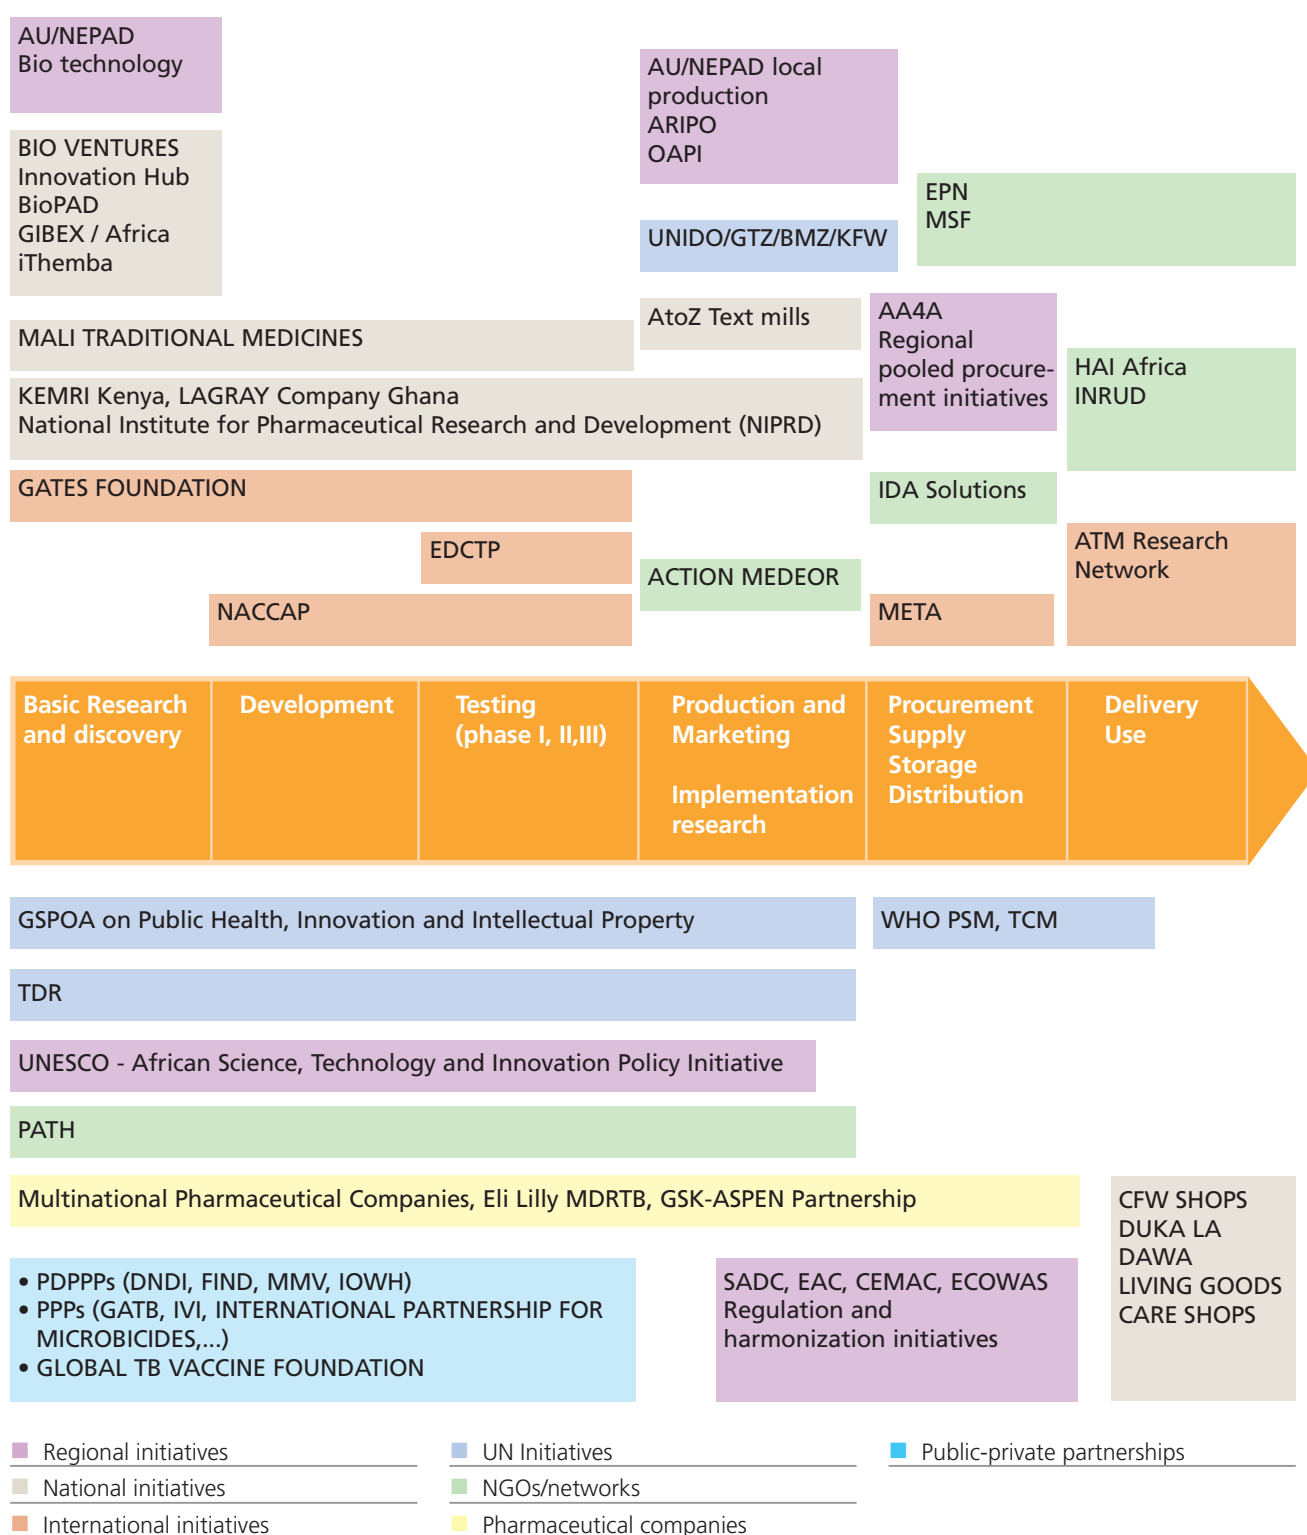 AU/NEPAD
Bio technology
BIO VENTURES
Innovation Hub
BioPAD
GIBEX / Africa
iThemba
AU/NEPAD local
production
ARIPO
OAPI
EPN
MSF
UNIDO/GTZ/BMZ/KFW
AtoZ Text mills
AA4A
Regional
pooled procure-
ment initiatives
HAI Africa
INRUD
MALI TRADITIONAL MEDICINES
KEMRI Kenya, LAGRAY Company Ghana
National Institute for Pharmaceutical Research and Development (NIPRD)
GATES FOUNDATION
IDA Solutions
EDCTP
ACTION MEDEOR
ATM Research
Network
NACCAP
META
Basic Research
and discovery
Development
Testing
(phase I, II,III)
Production and
Marketing
Implementation
research
Procurement
Supply
Storage
Distribution
Delivery
Use
GSPOA on Public Health, Innovation and Intellectual Property
WHO PSM, TCM
TDR
UNESCO - African Science, Technology and Innovation Policy Initiative
PATH
Multinational Pharmaceutical Companies, Eli Lilly MDRTB, GSK-ASPEN Partnership
CFW SHOPS
DUKA LA
DAWA
LIVING GOODS
CARE SHOPS
• PDPPPs (DNDI, FIND, MMV, IOWH)
• PPPs (GATB, IVI, INTERNATIONAL PARTNERSHIP FOR
MICROBICIDES,...)
• GLOBAL TB VACCINE FOUNDATION
SADC, EAC, CEMAC, ECOWAS
Regulation and
harmonization initiatives
Regional initiatives
National initiatives
International initiatives
UN Initiatives
NGOs/networks
Pharmaceutical companies
Public-private partnerships